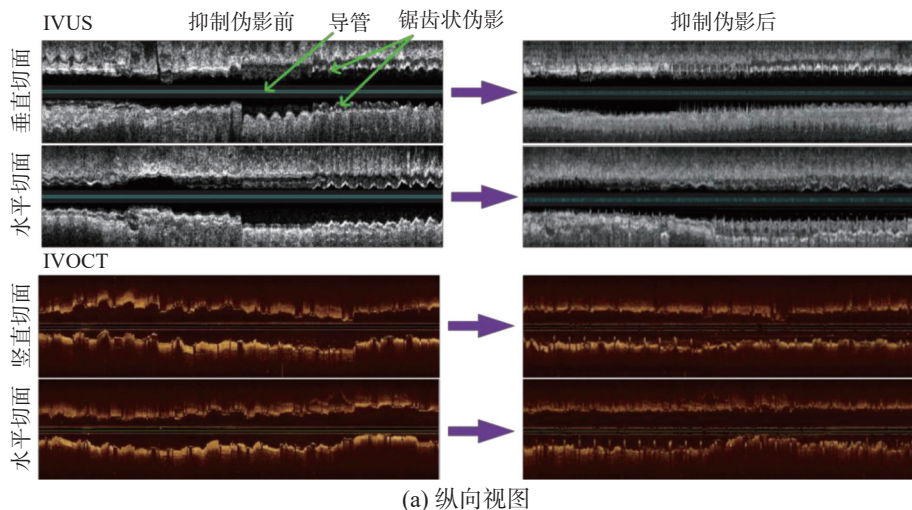 IVUS 抑制伪影前 导管 锯齿状伪影 抑制伪影后
垂直切面
水平切面
IVOCT
竖直切面
水平切面
(a) 纵向视图